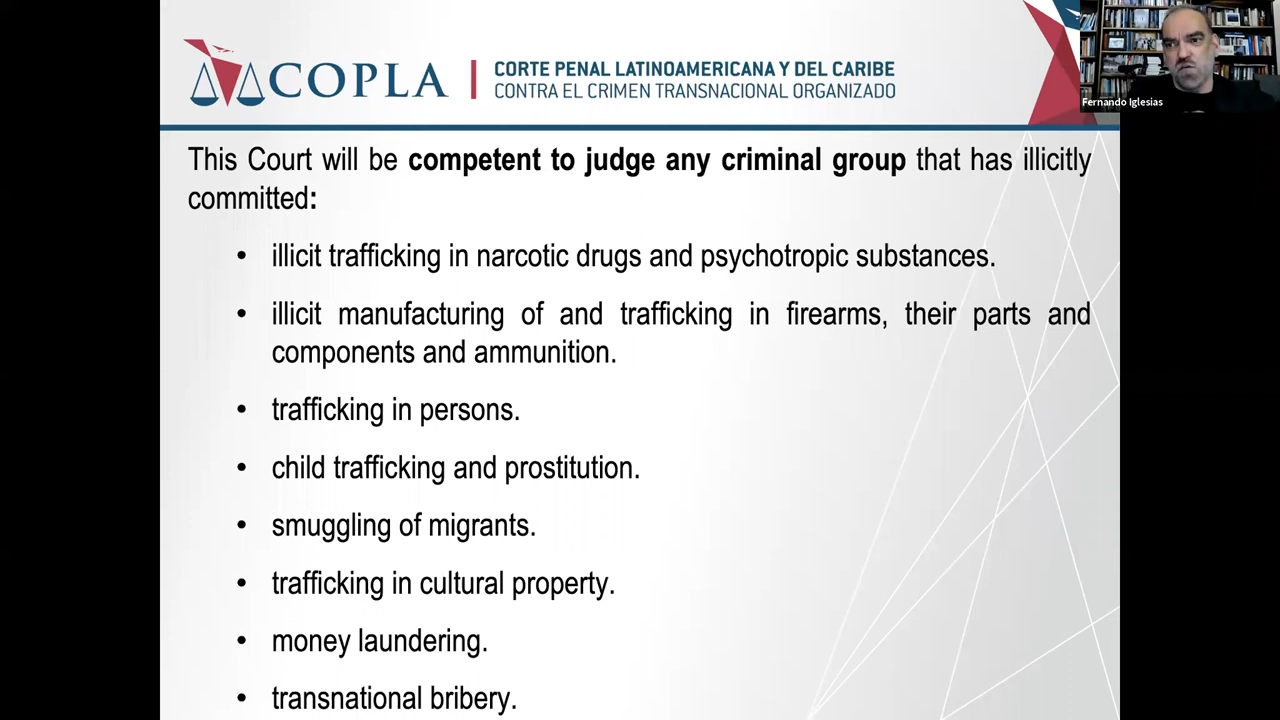 COPLA
CORTE PENAL LATINOAMERICANA Y DEL CARIBE
CONTRA EL CRIMEN TRANSNACIONAL ORGANIZADO
Fernando Iglesias
This Court will be competent to judge any criminal group that has illicitly
committed:
• illicit trafficking in narcotic drugs and psychotropic substances.
• illicit manufacturing of and trafficking in firearms, their parts and
components and ammunition.
• trafficking in persons.
• child trafficking and prostitution.
• smuggling of migrants.
• trafficking in cultural property.
• money laundering.
• transnational bribery.